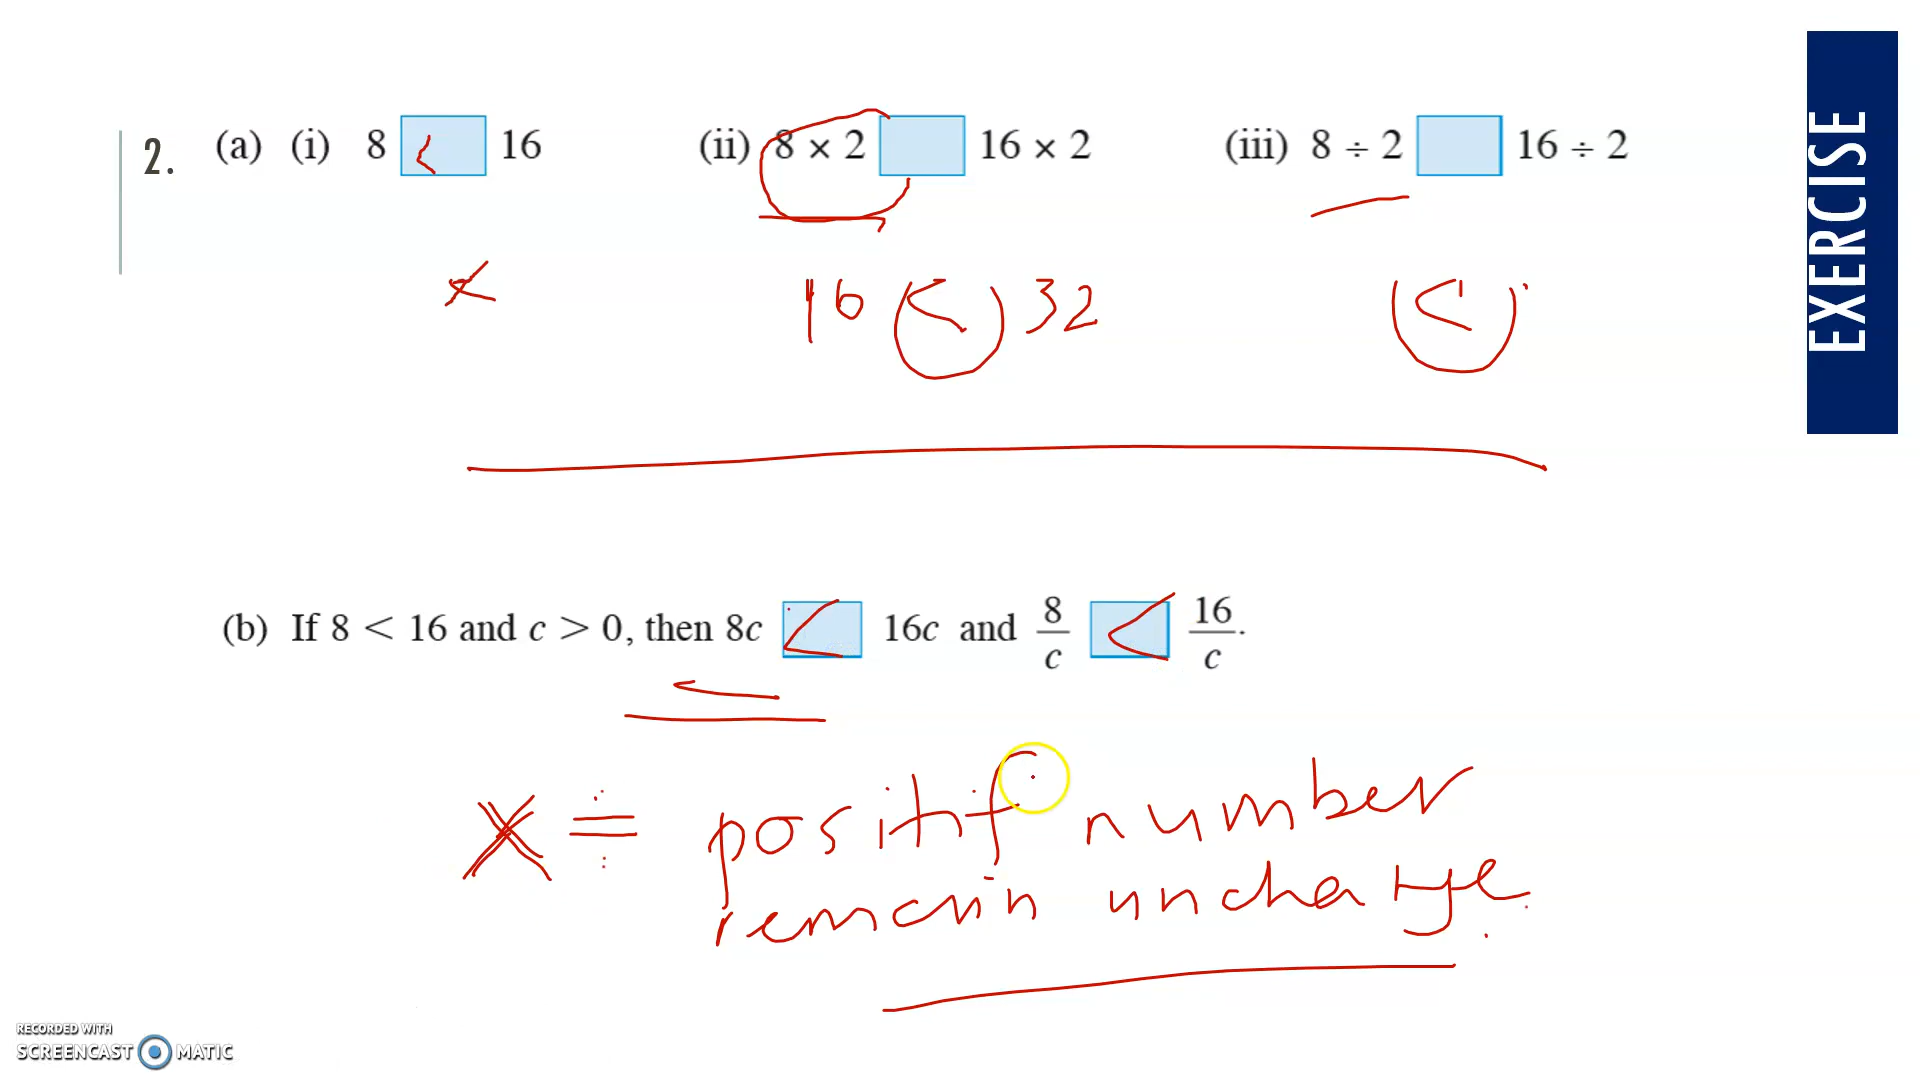 EXERCISE
2. (a) (i) 8 < 16 (ii) 8 × 2 16 × 2 (iii) 8 ÷ 2 16 ÷ 2
< 16 < 32 <
(b) If 8 < 16 and c > 0, then 8c < 16c and 8/c < 16/c.
× ÷ positif number
remain unchange.
RECORDED WITH
SCREENCAST MATIC